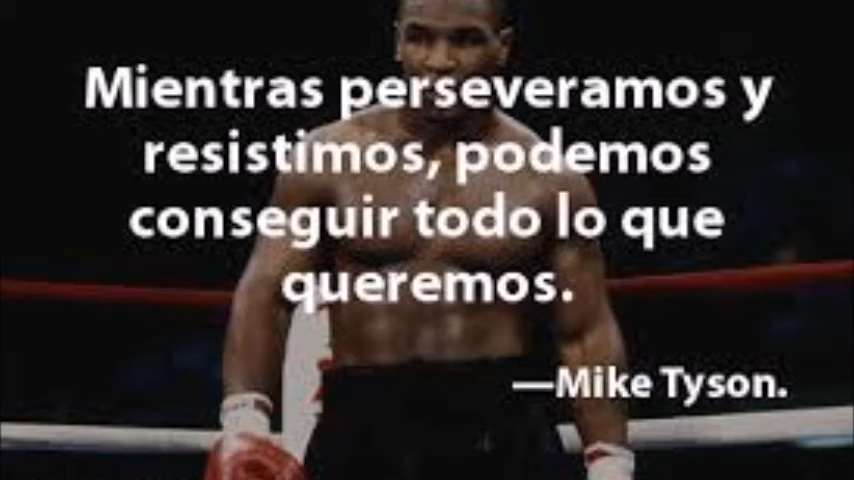 Mientras perseveramos y
resistimos, podemos
conseguir todo lo que
queremos.
—Mike Tyson.